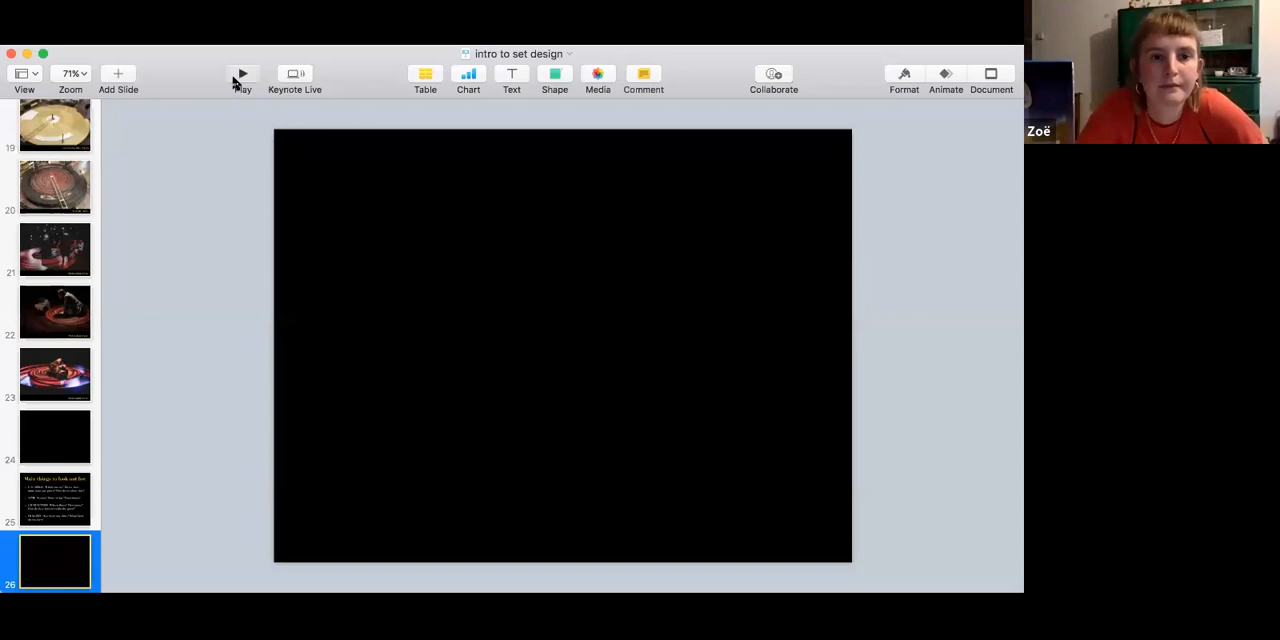 intro to set design
71%
View
Zoom
Add Slide
Play
Keynote Live
Table
Chart
Text
Shape
Media
Comment
Collaborate
Format
Animate
Document
Zoë
19
20
21
22
23
24
Main things to look out for:
25
26